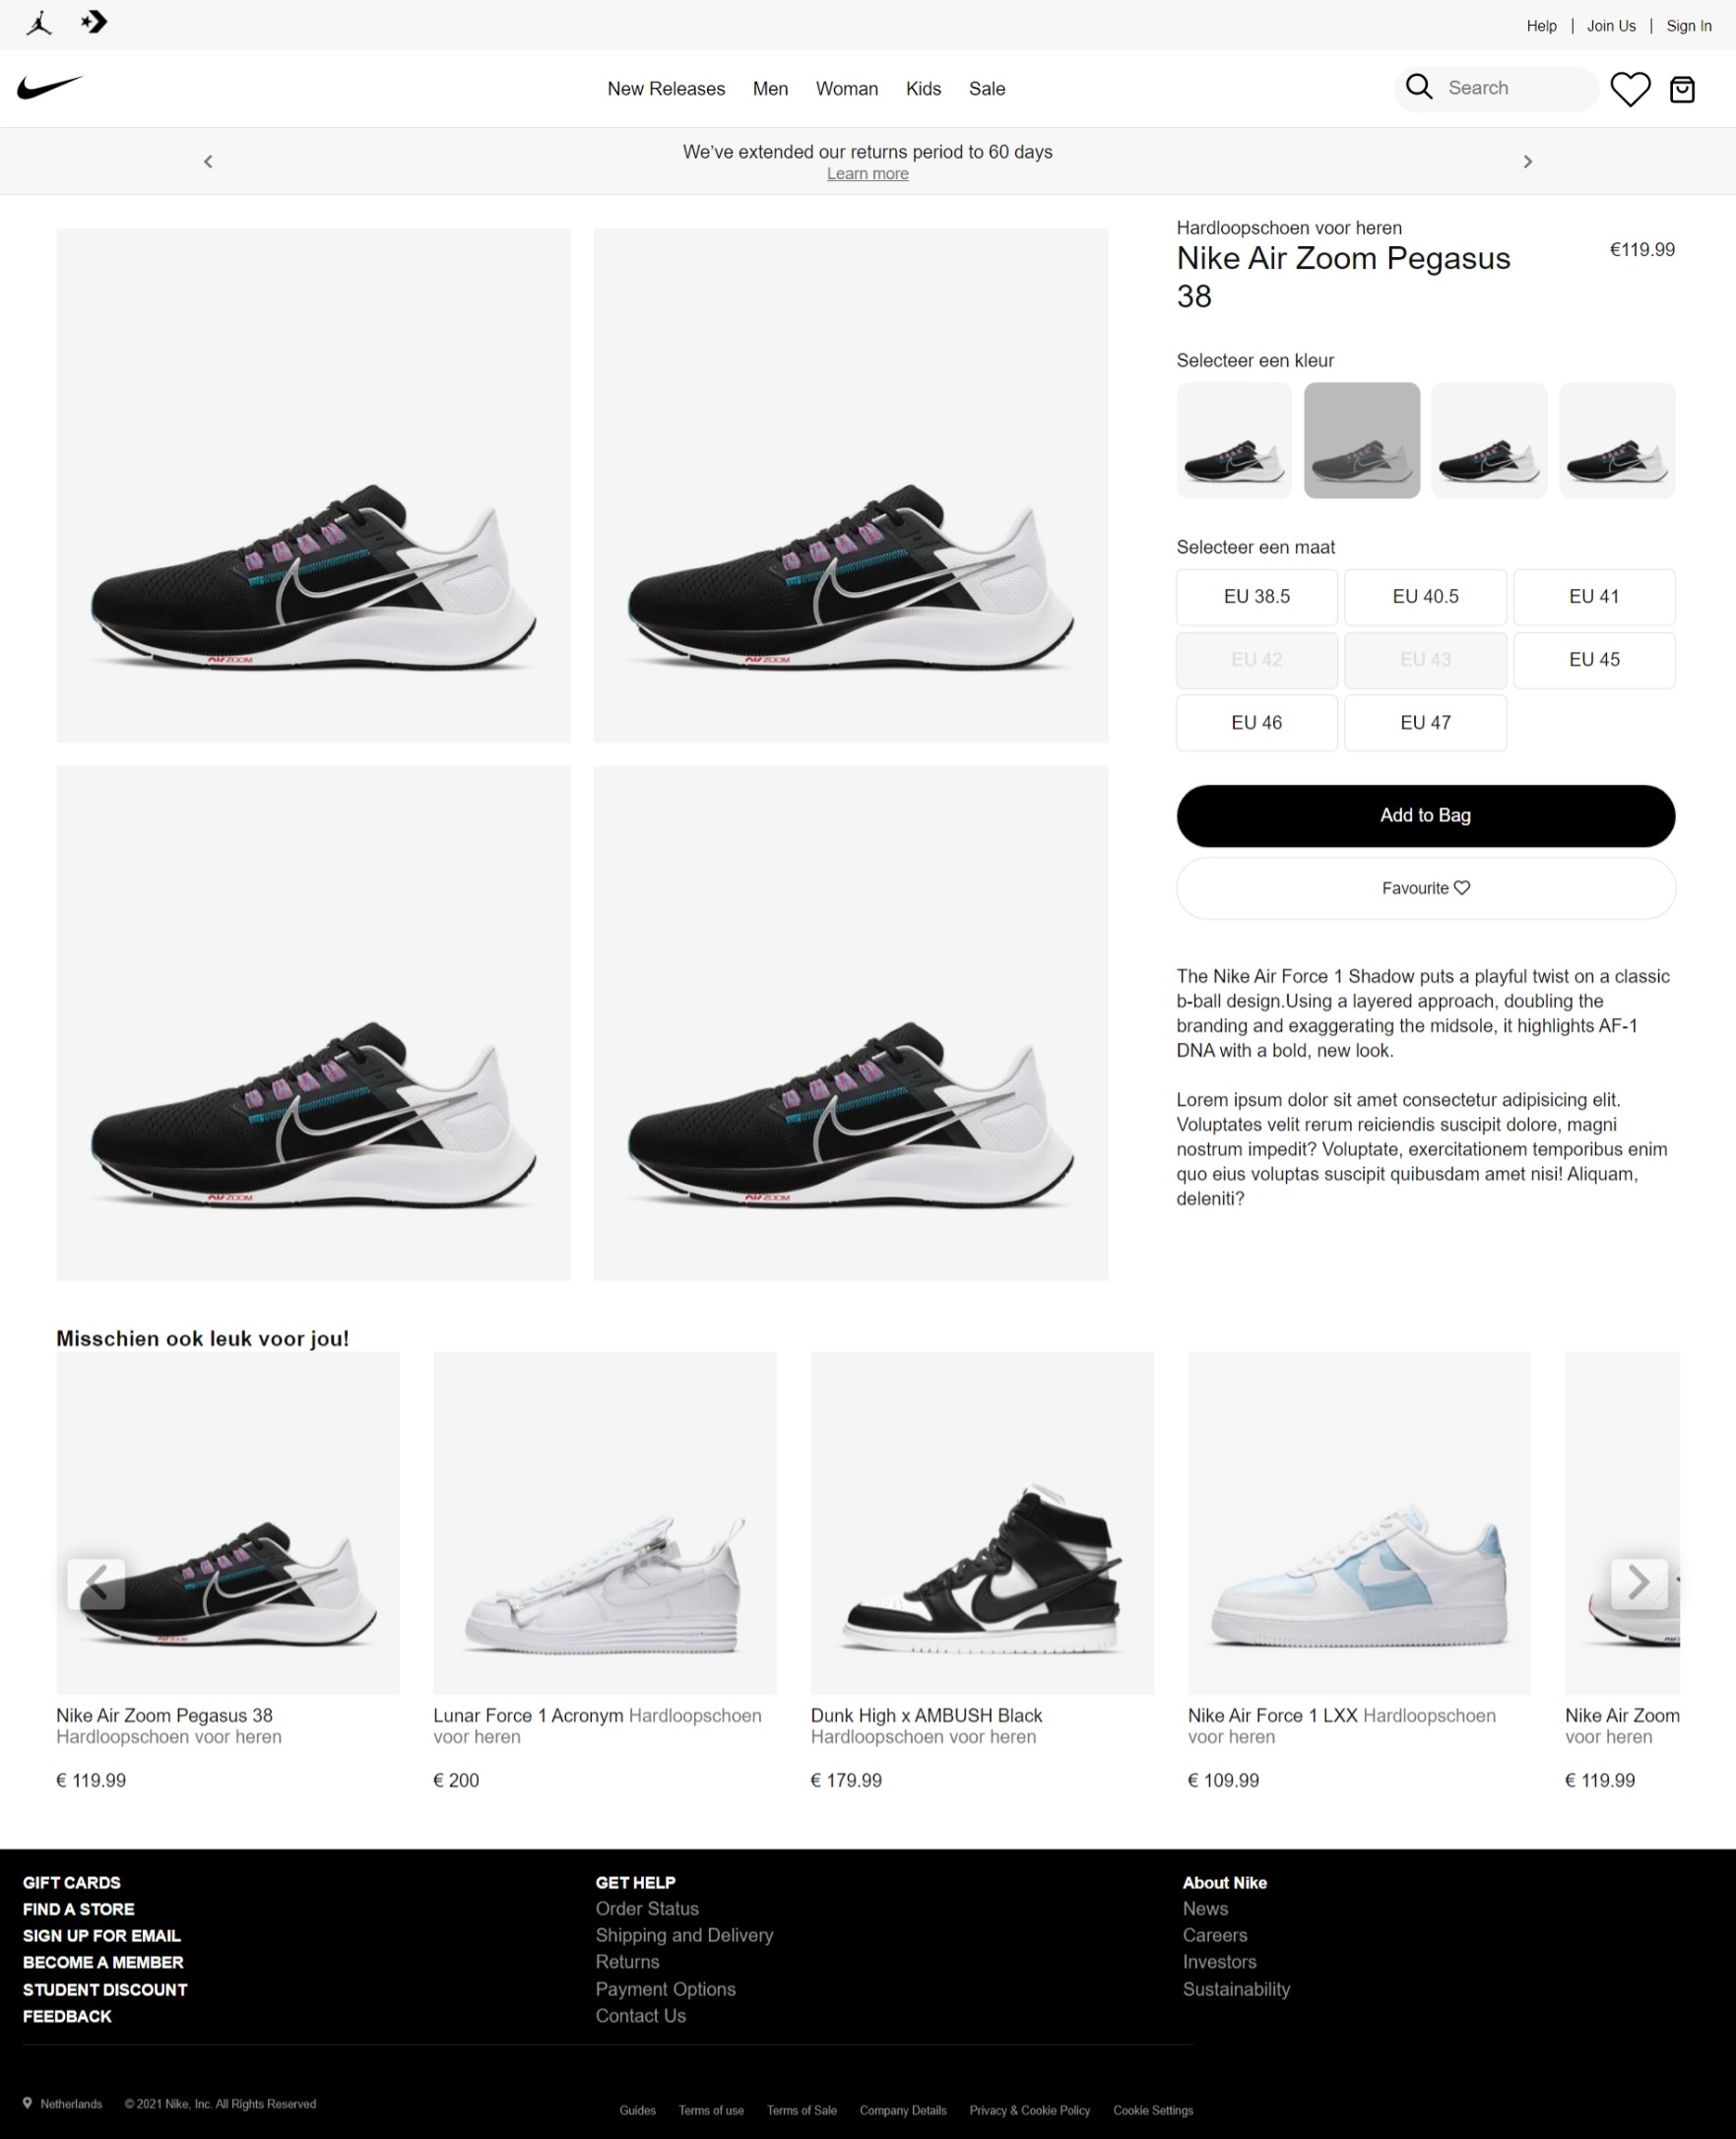 Help | Join Us | Sign In
New Releases Men Woman Kids Sale
Search
We've extended our returns period to 60 days
Learn more
Hardloopschoen voor heren
Nike Air Zoom Pegasus
38
€119.99
Selecteer een kleur
Selecteer een maat
EU 38.5 EU 40.5 EU 41
EU 42 EU 43 EU 45
EU 46 EU 47
Add to Bag
Favourite
The Nike Air Force 1 Shadow puts a playful twist on a classic
b-ball design.Using a layered approach, doubling the
branding and exaggerating the midsole, it highlights AF-1
DNA with a bold, new look.
Lorem ipsum dolor sit amet consectetur adipisicing elit.
Voluptates velit rerum reiciendis suscipit dolore, magni
nostrum impedit? Voluptate, exercitationem temporibus enim
quo eius voluptas suscipit quibusdam amet nisi! Aliquam,
deleniti?
Misschien ook leuk voor jou!
Nike Air Zoom Pegasus 38
Hardloopschoen voor heren
€ 119.99
Lunar Force 1 Acronym Hardloopschoen
voor heren
€ 200
Dunk High x AMBUSH Black
Hardloopschoen voor heren
€ 179.99
Nike Air Force 1 LXX Hardloopschoen
voor heren
€ 109.99
Nike Air Zoom
voor heren
€ 119.99
GIFT CARDS
FIND A STORE
SIGN UP FOR EMAIL
BECOME A MEMBER
STUDENT DISCOUNT
FEEDBACK
GET HELP
Order Status
Shipping and Delivery
Returns
Payment Options
Contact Us
About Nike
News
Careers
Investors
Sustainability
Netherlands © 2021 Nike, Inc. All Rights Reserved
Guides Terms of use Terms of Sale Company Details Privacy & Cookie Policy Cookie Settings